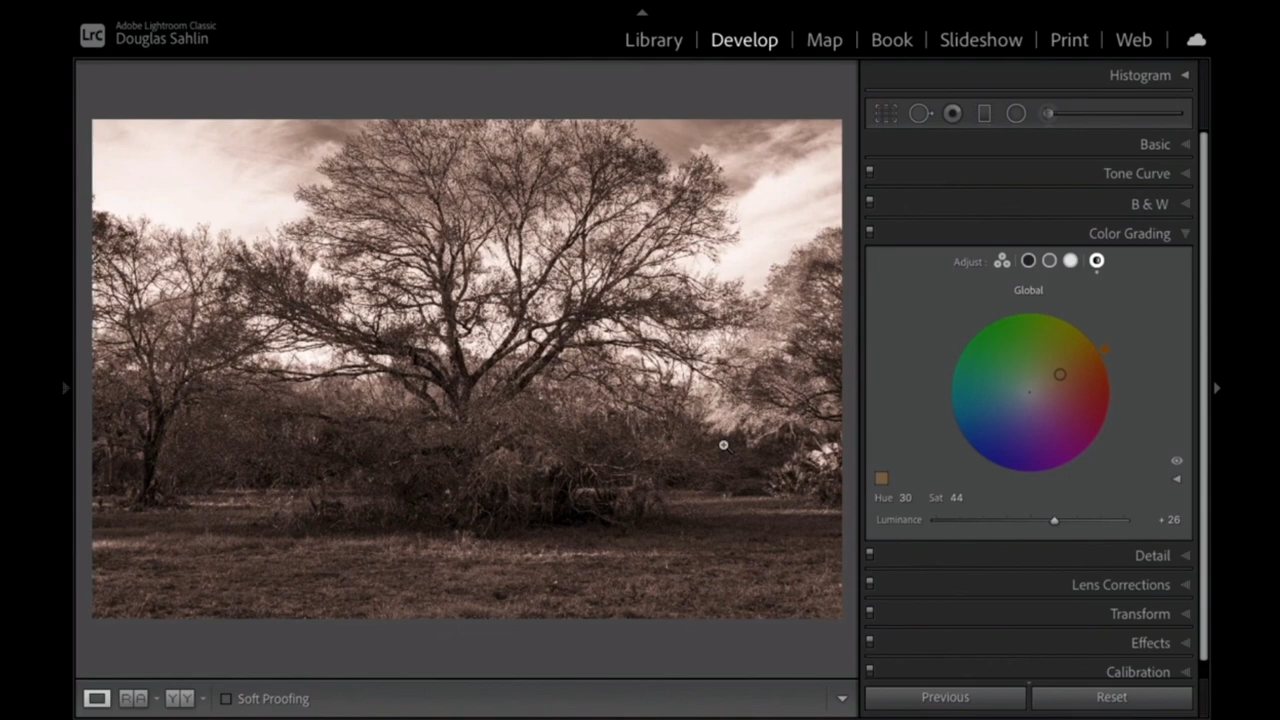 LrC
Adobe Lightroom Classic
Douglas Sahlin
Library | Develop | Map | Book | Slideshow | Print | Web |
Histogram
Basic
Tone Curve
B & W
Color Grading
Adjust :
Global
Hue 30 Sat 44
Luminance + 26
Detail
Lens Corrections
Transform
Effects
Calibration
R A Y Y Soft Proofing
Previous Reset